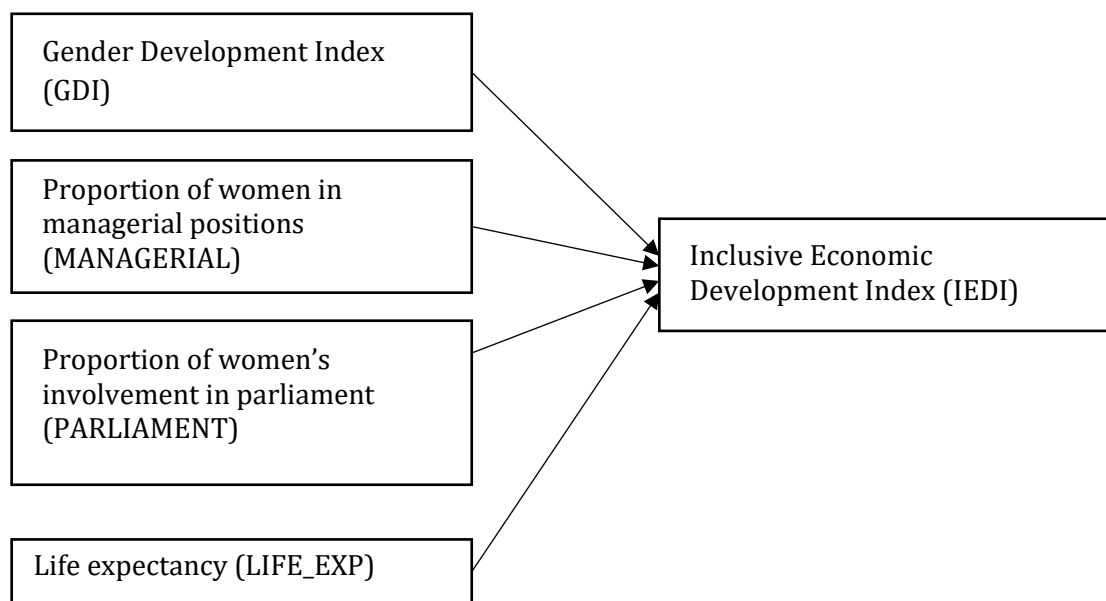 Gender Development Index
(GDI)
Proportion of women in
managerial positions
(MANAGERIAL)
Proportion of women’s
involvement in parliament
(PARLIAMENT)
Life expectancy (LIFE_EXP)
Inclusive Economic
Development Index (IEDI)